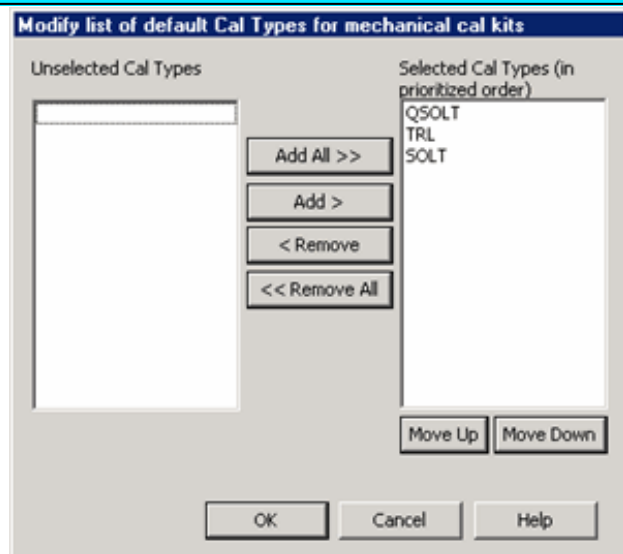 Modify list of default Cal Types for mechanical cal kits
Unselected Cal Types
Selected Cal Types (in
prioritized order)
QSOLT
TRL
SOLT
Add All >>
Add >
< Remove
<< Remove All
Move Up
Move Down
OK
Cancel
Help